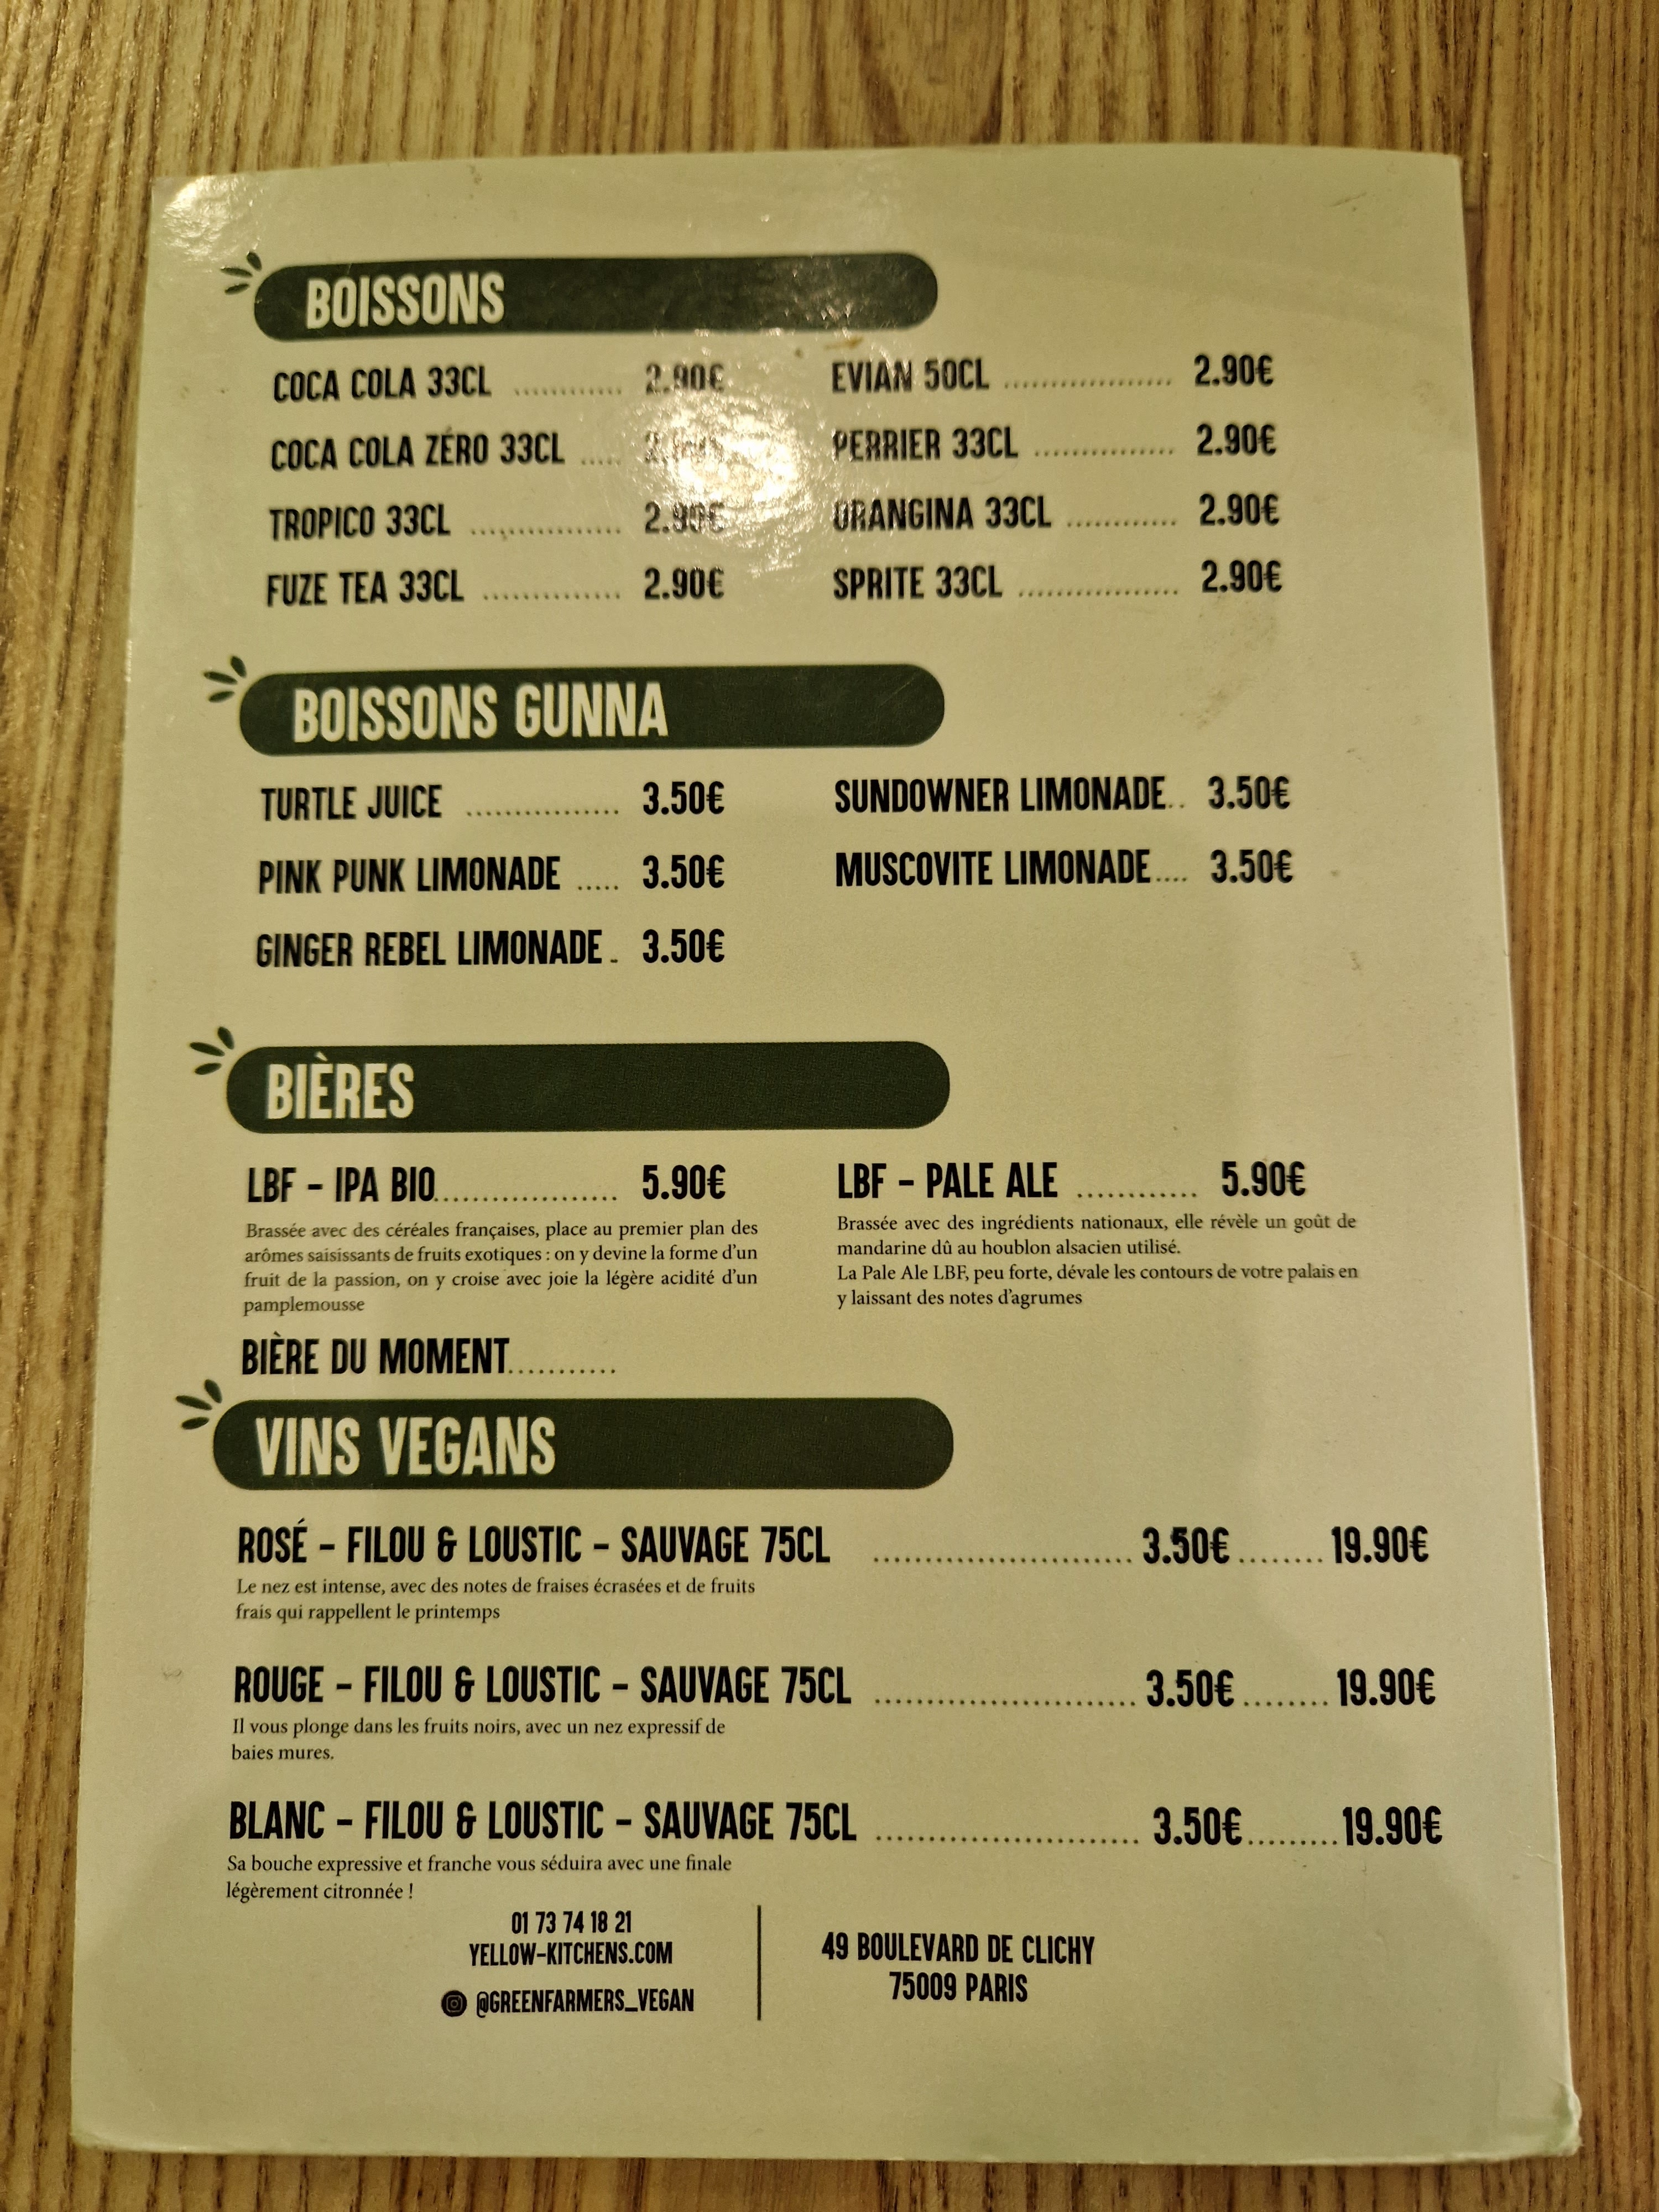 BOISSONS
COCA COLA 33CL ............ 2.90€
COCA COLA ZÉRO 33CL .....
TROPICO 33CL ............... 2.90€
FUZE TEA 33CL .............. 2.90€
EVIAN 50CL ................. 2.90€
PERRIER 33CL .............. 2.90€
ORANGINA 33CL ........... 2.90€
SPRITE 33CL ................ 2.90€
BOISSONS GUNNA
TURTLE JUICE ................ 3.50€
PINK PUNK LIMONADE ..... 3.50€
GINGER REBEL LIMONADE . 3.50€
SUNDOWNER LIMONADE.. 3.50€
MUSCOVITE LIMONADE.... 3.50€
BIÈRES
LBF - IPA BIO.................. 5.90€
Brassée avec des céréales françaises, place au premier plan des
arômes saisissants de fruits exotiques : on y devine la forme d'un
fruit de la passion, on y croise avec joie la légère acidité d'un
pamplemousse
LBF - PALE ALE ............ 5.90€
Brassée avec des ingrédients nationaux, elle révèle un goût de
mandarine dû au houblon alsacien utilisé.
La Pale Ale LBF, peu forte, dévale les contours de votre palais en
y laissant des notes d'agrumes
BIÈRE DU MOMENT...........
VINS VEGANS
ROSÉ - FILOU & LOUSTIC - SAUVAGE 75CL ......................... 3.50€........19.90€
Le nez est intense, avec des notes de fraises écrasées et de fruits
frais qui rappellent le printemps
ROUGE - FILOU & LOUSTIC - SAUVAGE 75CL ......................... 3.50€........19.90€
Il vous plonge dans les fruits noirs, avec un nez expressif de
baies mures.
BLANC - FILOU & LOUSTIC - SAUVAGE 75CL ......................... 3.50€.........19.90€
Sa bouche expressive et franche vous séduira avec une finale
légèrement citronnée !
01 73 74 18 21
YELLOW-KITCHENS.COM
@GREENFARMERS_VEGAN
49 BOULEVARD DE CLICHY
75009 PARIS